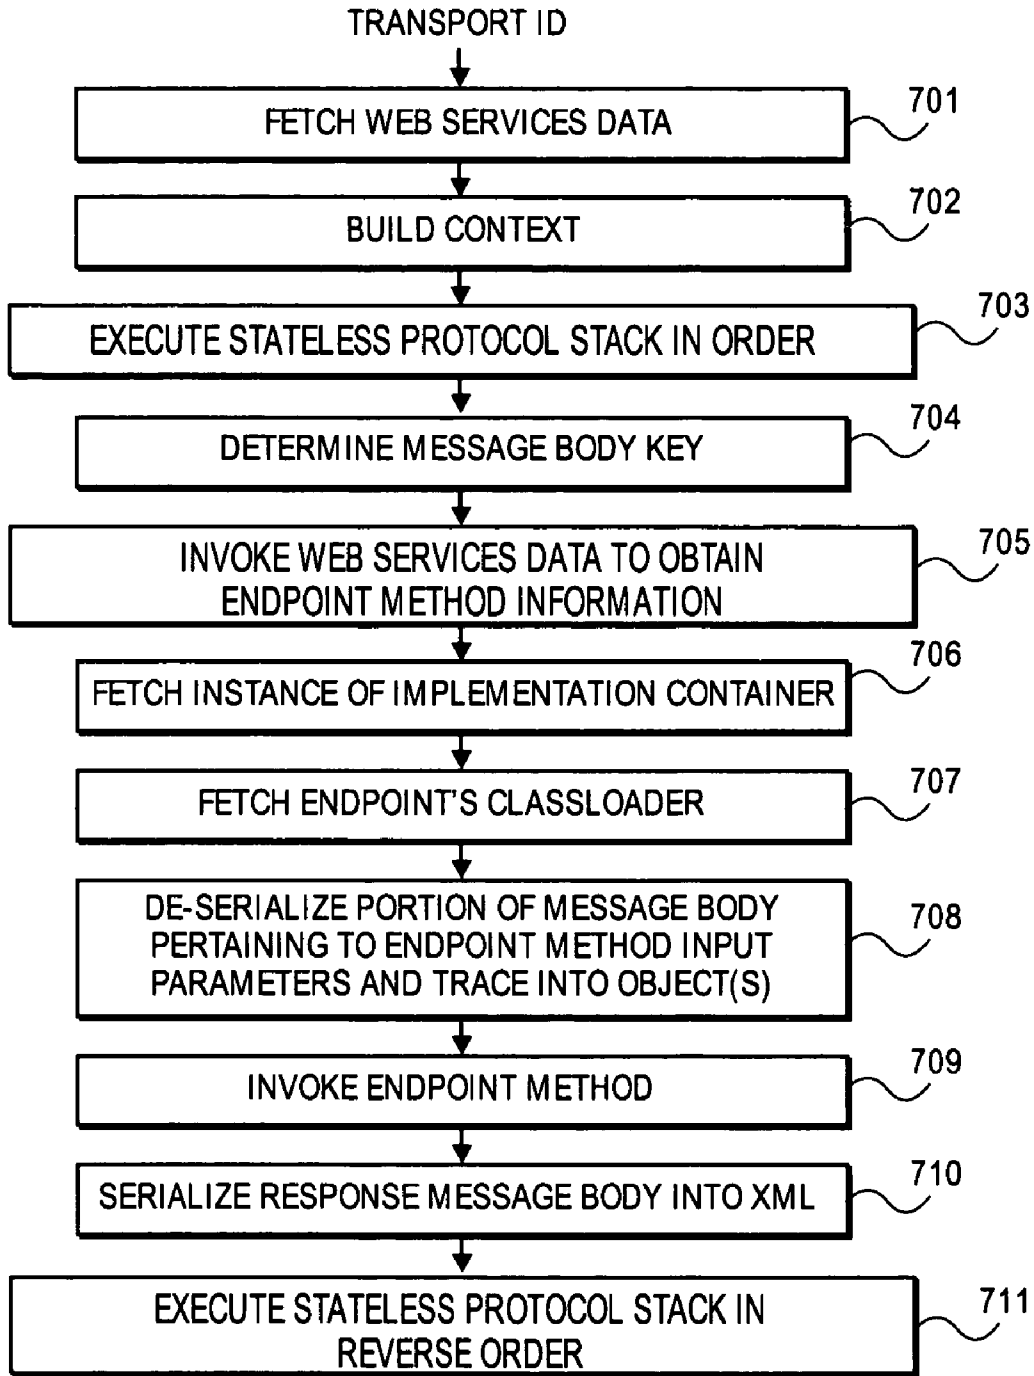 TRANSPORT ID
FETCH WEB SERVICES DATA
701
BUILD CONTEXT
702
EXECUTE STATELESS PROTOCOL STACK IN ORDER
703
DETERMINE MESSAGE BODY KEY
704
INVOKE WEB SERVICES DATA TO OBTAIN
ENDPOINT METHOD INFORMATION
705
FETCH INSTANCE OF IMPLEMENTATION CONTAINER
706
FETCH ENDPOINT'S CLASSLOADER
707
DE-SERIALIZE PORTION OF MESSAGE BODY
PERTAINING TO ENDPOINT METHOD INPUT
PARAMETERS AND TRACE INTO OBJECT(S)
708
INVOKE ENDPOINT METHOD
709
SERIALIZE RESPONSE MESSAGE BODY INTO XML
710
EXECUTE STATELESS PROTOCOL STACK IN
REVERSE ORDER
711